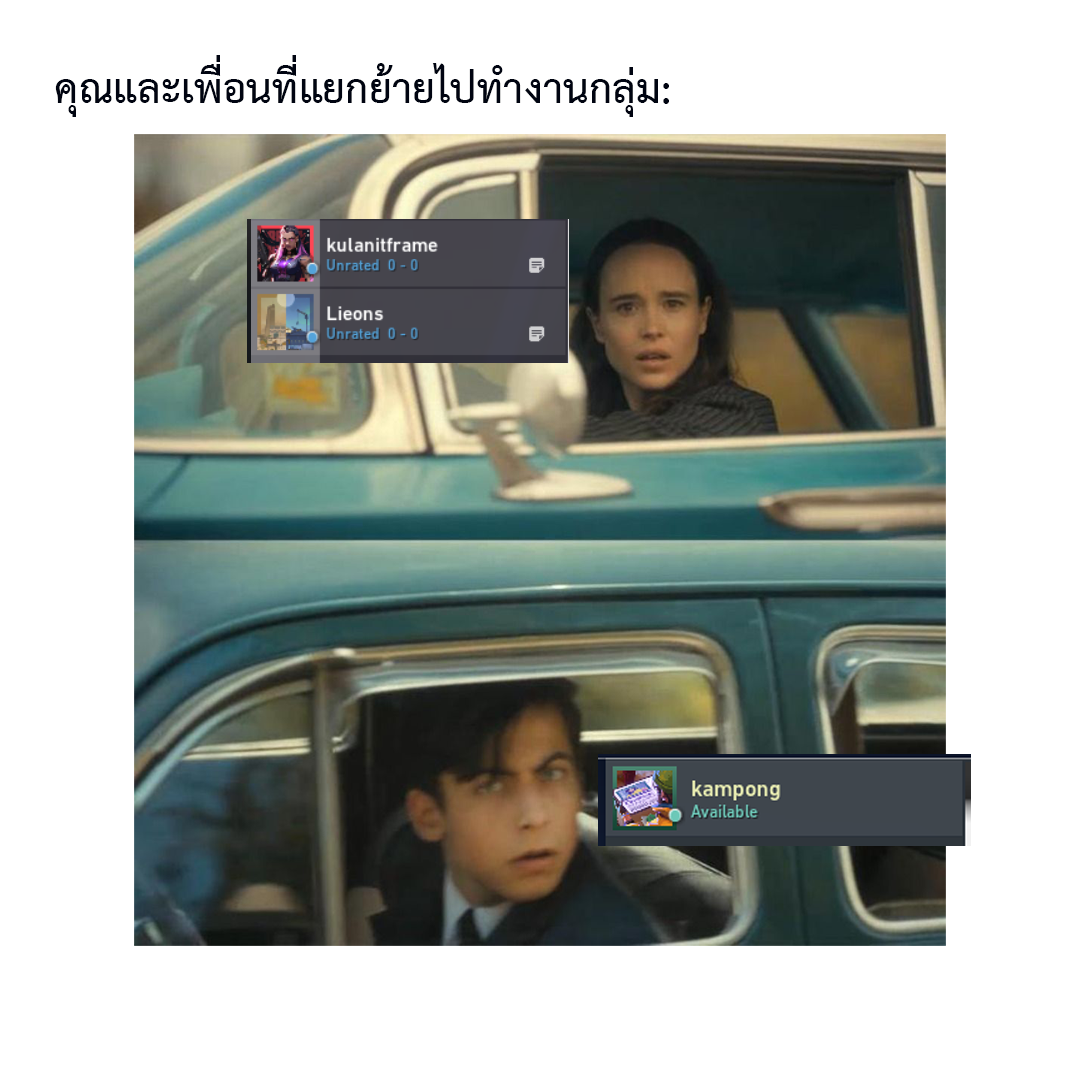 คุณและเพื่อนที่แยกย้ายไปทำงานกลุ่ม:
kulanitframe
Unrated 0 - 0
Lieons
Unrated 0 - 0
kampong
Available